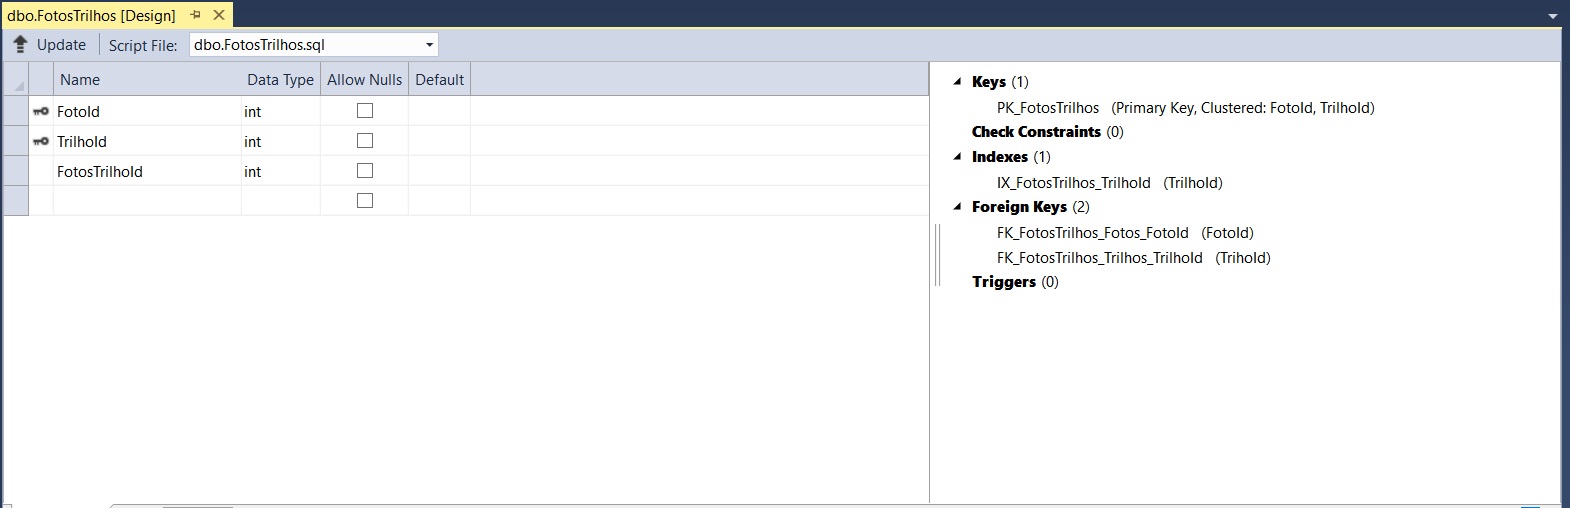 dbo.FotosTrilhos [Design]
Update Script File: dbo.FotosTrilhos.sql
Name Data Type Allow Nulls Default
FotoId int
TrilhoId int
FotosTrilhoId int
Keys (1)
PK_FotosTrilhos (Primary Key, Clustered: FotoId, TrilhoId)
Check Constraints (0)
Indexes (1)
IX_FotosTrilhos_TrilhoId (TrilhoId)
Foreign Keys (2)
FK_FotosTrilhos_Fotos_FotoId (FotoId)
FK_FotosTrilhos_Trilhos_TrilhoId (TrihoId)
Triggers (0)